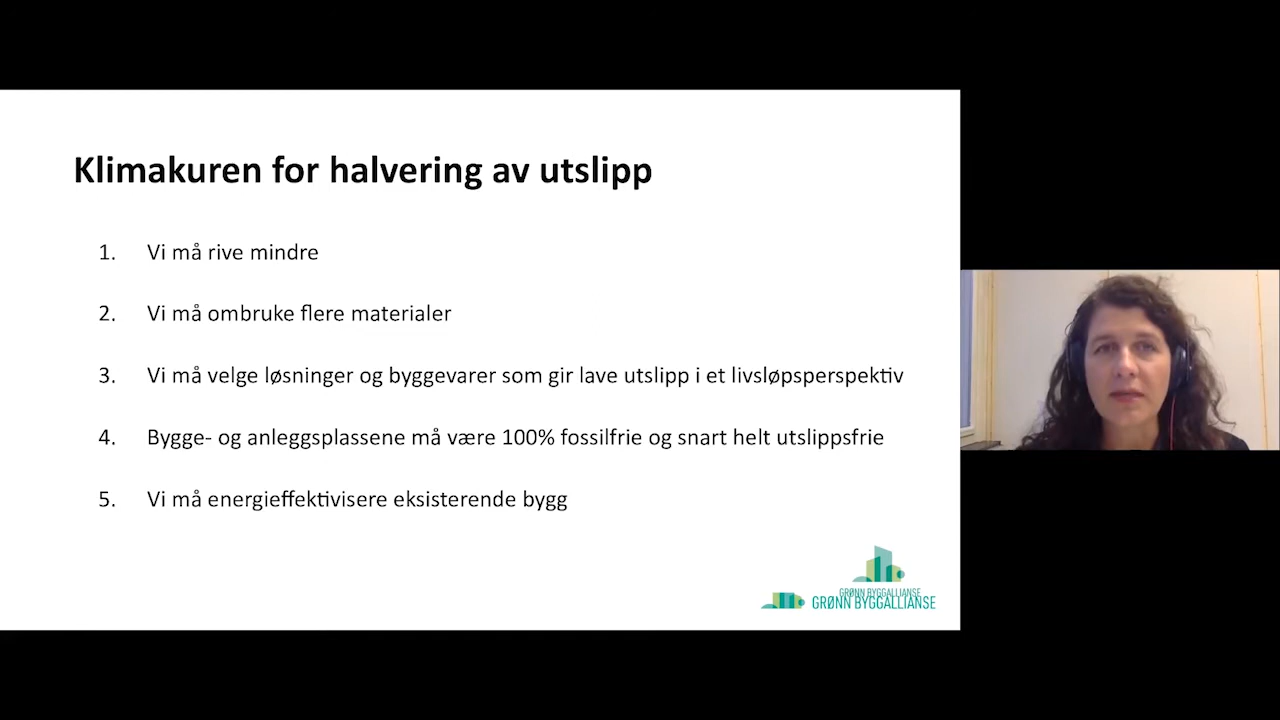 Klimakuren for halvering av utslipp
1. Vi må rive mindre
2. Vi må ombruke flere materialer
3. Vi må velge løsninger og byggevarer som gir lave utslipp i et livsløpsperspektiv
4. Bygge- og anleggsplassene må være 100% fossilfrie og snart helt utslippsfrie
5. Vi må energieffektivisere eksisterende bygg
GRØNN BYGGALLIANSE
GRØNN BYGGALLIANSE